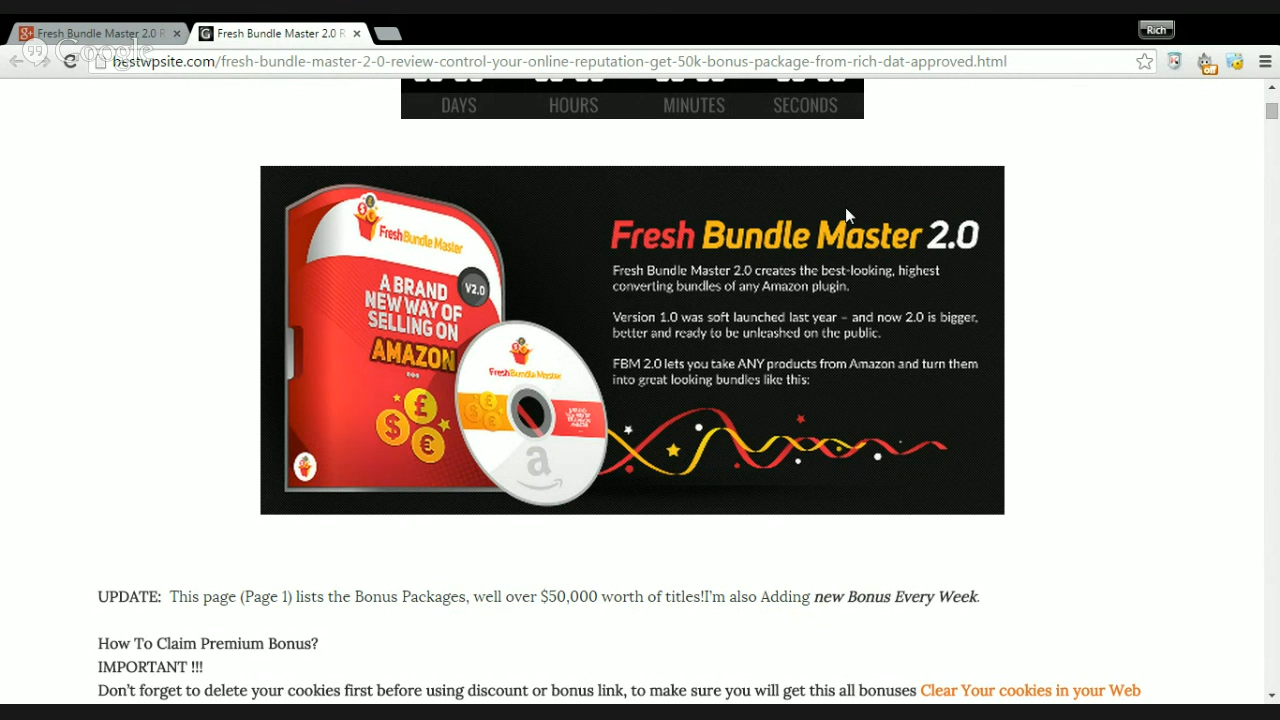 Fresh Bundle Master 2.0 R
Fresh Bundle Master 2.0 R
Rich
Google
bestwpsite.com/fresh-bundle-master-2-0-review-control-your-online-reputation-get-50k-bonus-package-from-rich-dat-approved.html
off
DAYS HOURS MINUTES SECONDS
FreshBundleMaster
A BRAND
NEW WAY OF
SELLING ON
AMAZON
V2.0
FreshBundleMaster
a
Fresh Bundle Master 2.0
Fresh Bundle Master 2.0 creates the best-looking, highest
converting bundles of any Amazon plugin.
Version 1.0 was soft launched last year – and now 2.0 is bigger,
better and ready to be unleashed on the public.
FBM 2.0 lets you take ANY products from Amazon and turn them
into great looking bundles like this:
UPDATE: This page (Page 1) lists the Bonus Packages, well over $50,000 worth of titles!I'm also Adding new Bonus Every Week.
How To Claim Premium Bonus?
IMPORTANT !!!
Don't forget to delete your cookies first before using discount or bonus link, to make sure you will get this all bonuses Clear Your cookies in your Web